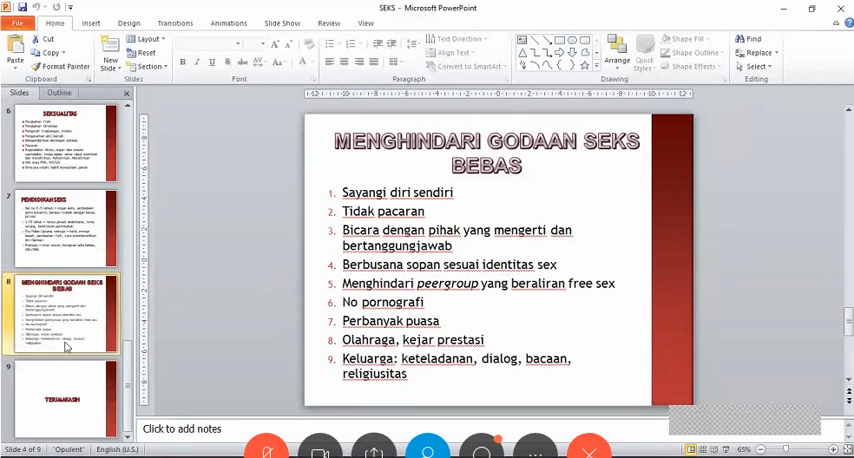 SEKS - Microsoft PowerPoint
File Home Insert Design Transitions Animations Slide Show Review View
Paste
Cut
Copy
Format Painter
Clipboard
New Slide
Layout
Reset
Section
Slides
Font
Text Direction
Align Text
Convert to SmartArt
Paragraph
Arrange
Quick Styles
Shape Fill
Shape Outline
Shape Effects
Drawing
Find
Replace
Select
Editing
Slides Outline
6
SEKSUALITAS
7
PENDIDIKAN SEKS
8
MENGHINDARI GODAAN SEKS
BEBAS
9
TERIMAKASIH
MENGHINDARI GODAAN SEKS
BEBAS
1. Sayangi diri sendiri
2. Tidak pacaran
3. Bicara dengan pihak yang mengerti dan
bertanggungjawab
4. Berbusana sopan sesuai identitas sex
5. Menghindari peergroup yang beraliran free sex
6. No pornografi
7. Perbanyak puasa
8. Olahraga, kejar prestasi
9. Keluarga: keteladanan, dialog, bacaan,
religiusitas
Click to add notes
Slide 4 of 9 "Opulent" English (U.S.) 65%